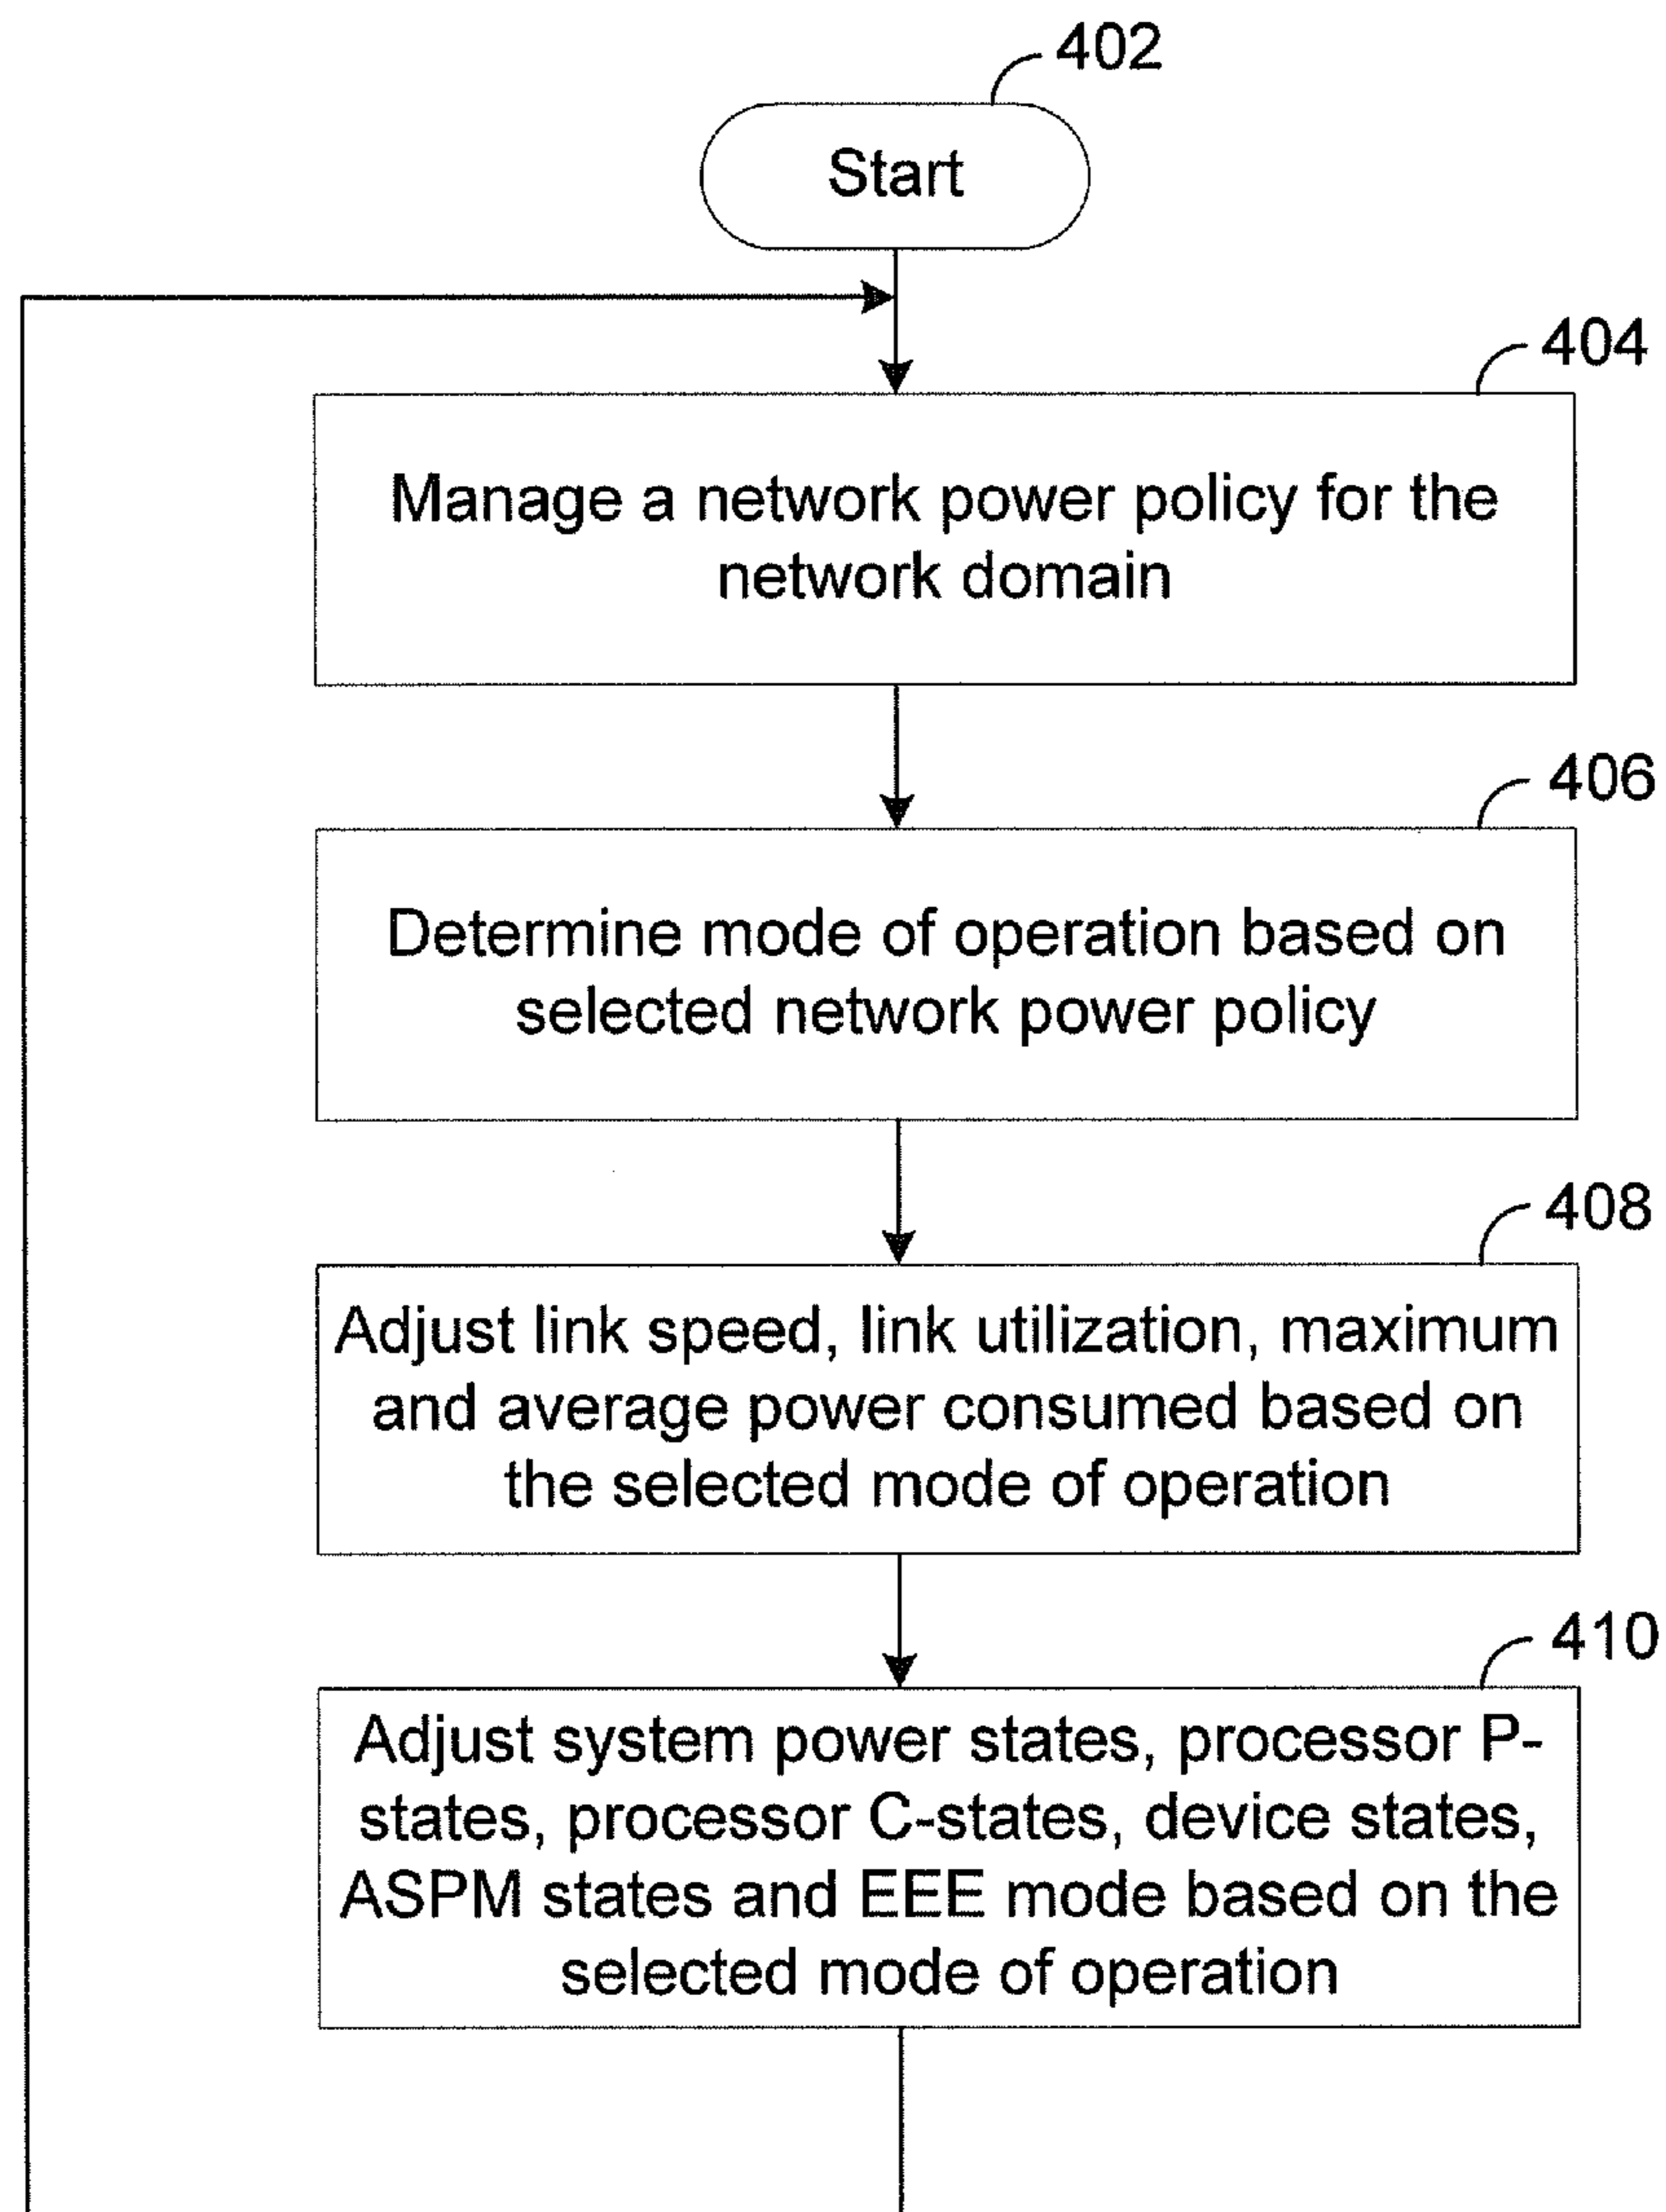 402
Start
404
Manage a network power policy for the
network domain
406
Determine mode of operation based on
selected network power policy
408
Adjust link speed, link utilization, maximum
and average power consumed based on
the selected mode of operation
410
Adjust system power states, processor P-
states, processor C-states, device states,
ASPM states and EEE mode based on the
selected mode of operation